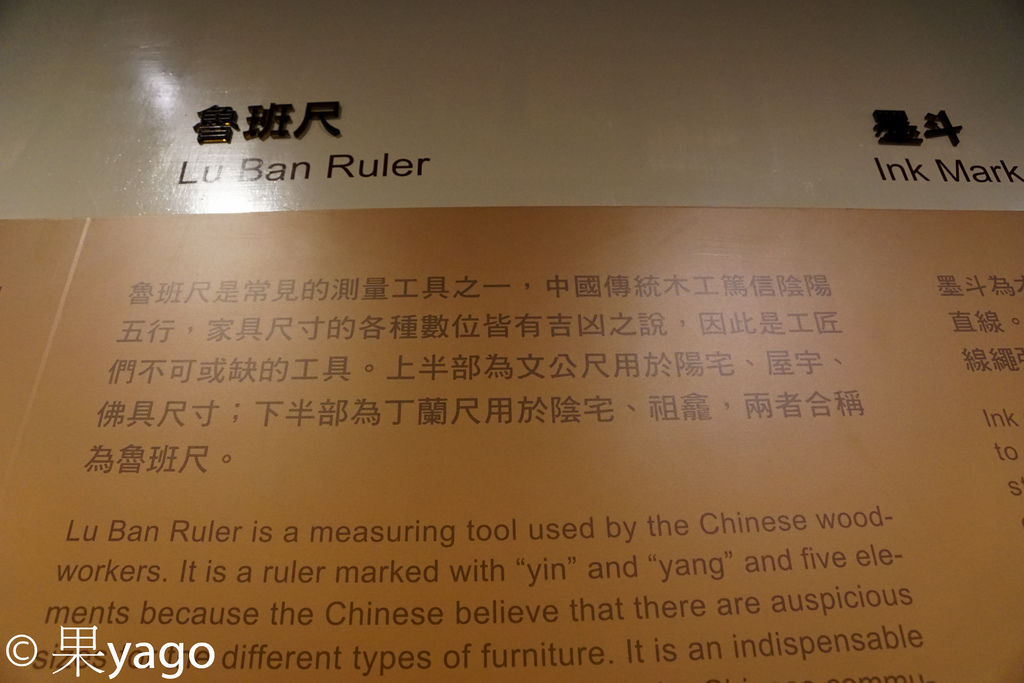 魯班尺
Lu Ban Ruler
墨斗
Ink Mark
魯班尺是常見的測量工具之一，中國傳統木工篤信陰陽
五行，家具尺寸的各種數位皆有吉凶之說，因此是工匠
們不可或缺的工具。上半部為文公尺用於陽宅、屋宇、
佛具尺寸；下半部為丁蘭尺用於陰宅、祖龕，兩者合稱
為魯班尺。
Lu Ban Ruler is a measuring tool used by the Chinese wood-
workers. It is a ruler marked with “yin” and “yang” and five ele-
ments because the Chinese believe that there are auspicious
different types of furniture. It is an indispensable
墨斗為
直線。
線繩
Ink
to
© 果yago